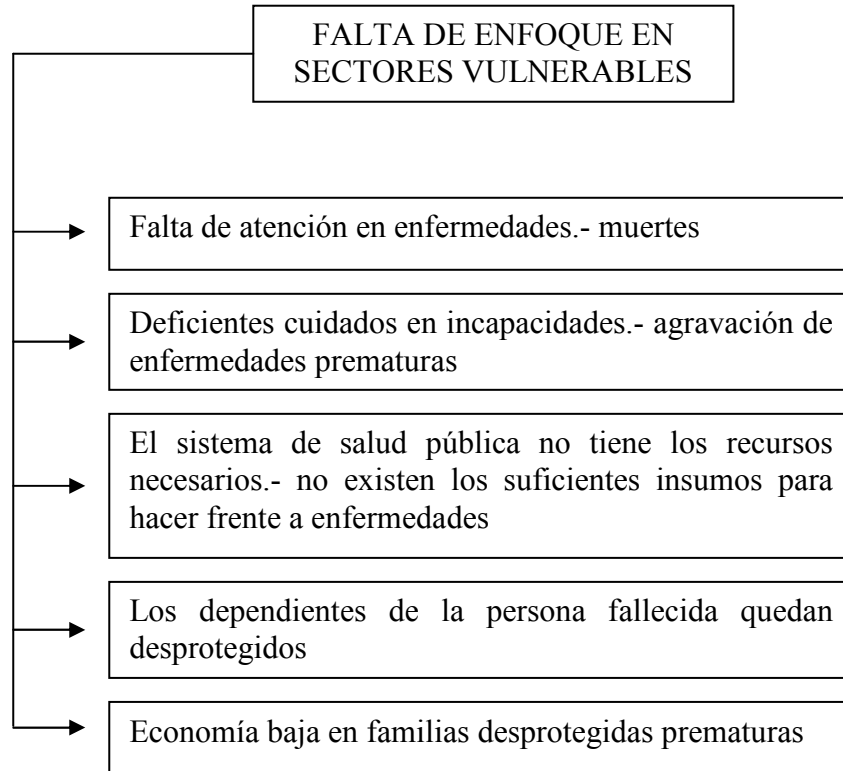 FALTA DE ENFOQUE EN
SECTORES VULNERABLES
Falta de atención en enfermedades.- muertes
Deficientes cuidados en incapacidades.- agravación de
enfermedades prematuras
El sistema de salud pública no tiene los recursos
necesarios.- no existen los suficientes insumos para
hacer frente a enfermedades
Los dependientes de la persona fallecida quedan
desprotegidos
Economía baja en familias desprotegidas prematuras